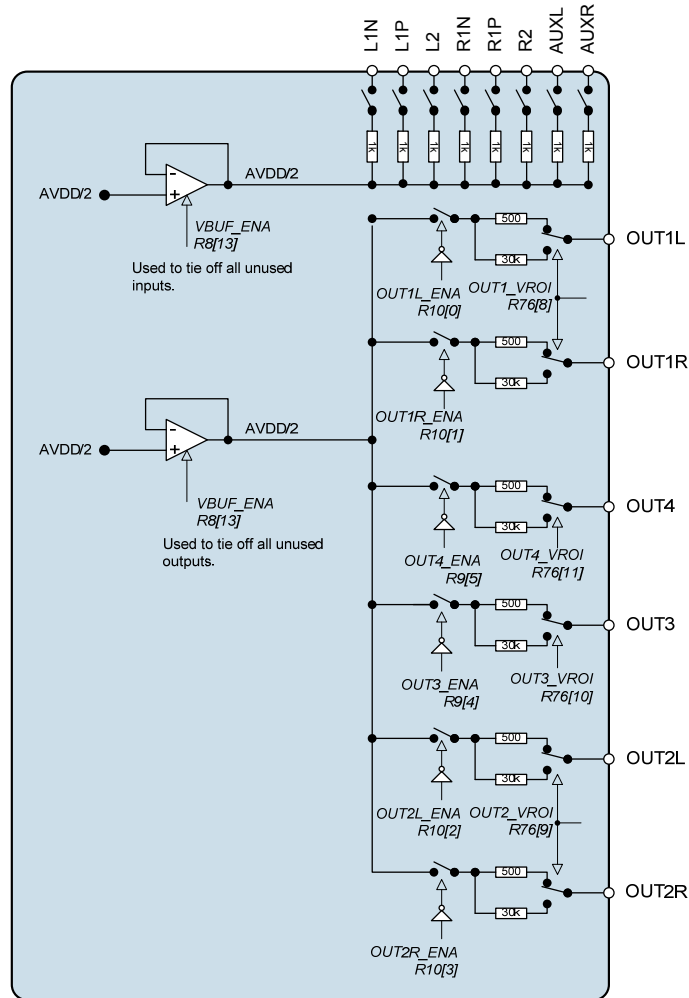 L1N
L1P
L2
R1N
R1P
R2
AUXL
AUXR
1k
1k
1k
1k
1k
1k
1k
1k
-
+
AVDD/2
AVDD/2
VBUF_ENA
R8[13]
Used to tie off all unused
inputs.
500
30k
OUT1L
OUT1L_ENA
R10[0]
OUT1_VROI
R76[8]
500
30k
OUT1R
OUT1R_ENA
R10[1]
-
+
AVDD/2
AVDD/2
VBUF_ENA
R8[13]
Used to tie off all unused
outputs.
500
30k
OUT4
OUT4_ENA
R9[5]
OUT4_VROI
R76[11]
500
30k
OUT3
OUT3_ENA
R9[4]
OUT3_VROI
R76[10]
500
30k
OUT2L
OUT2L_ENA
R10[2]
OUT2_VROI
R76[9]
500
30k
OUT2R
OUT2R_ENA
R10[3]